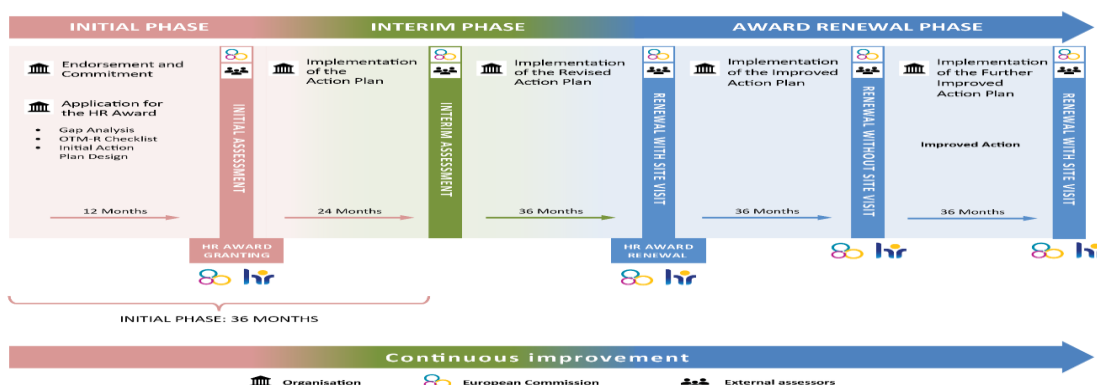 INITIAL PHASE
INTERIM PHASE
AWARD RENEWAL PHASE
Endorsement and
Commitment
Application for
the HR Award
• Gap Analysis
• OTM-R Checklist
• Initial Action
Plan Design
12 Months
INITIAL ASSESSMENT
HR AWARD
GRANTING
hr
Implementation
of the
Action Plan
24 Months
INTERIM ASSESSMENT
Implementation
of the Revised
Action Plan
36 Months
RENEWAL WITH SITE VISIT
HR AWARD
RENEWAL
hr
Implementation
of the Improved
Action Plan
36 Months
RENEWAL WITHOUT SITE VISIT
hr
Implementation
of the Further
Improved
Action Plan
Improved Action
36 Months
RENEWAL WITH SITE VISIT
hr
INITIAL PHASE: 36 MONTHS
Continuous improvement
Organisation
European Commission
External assessors